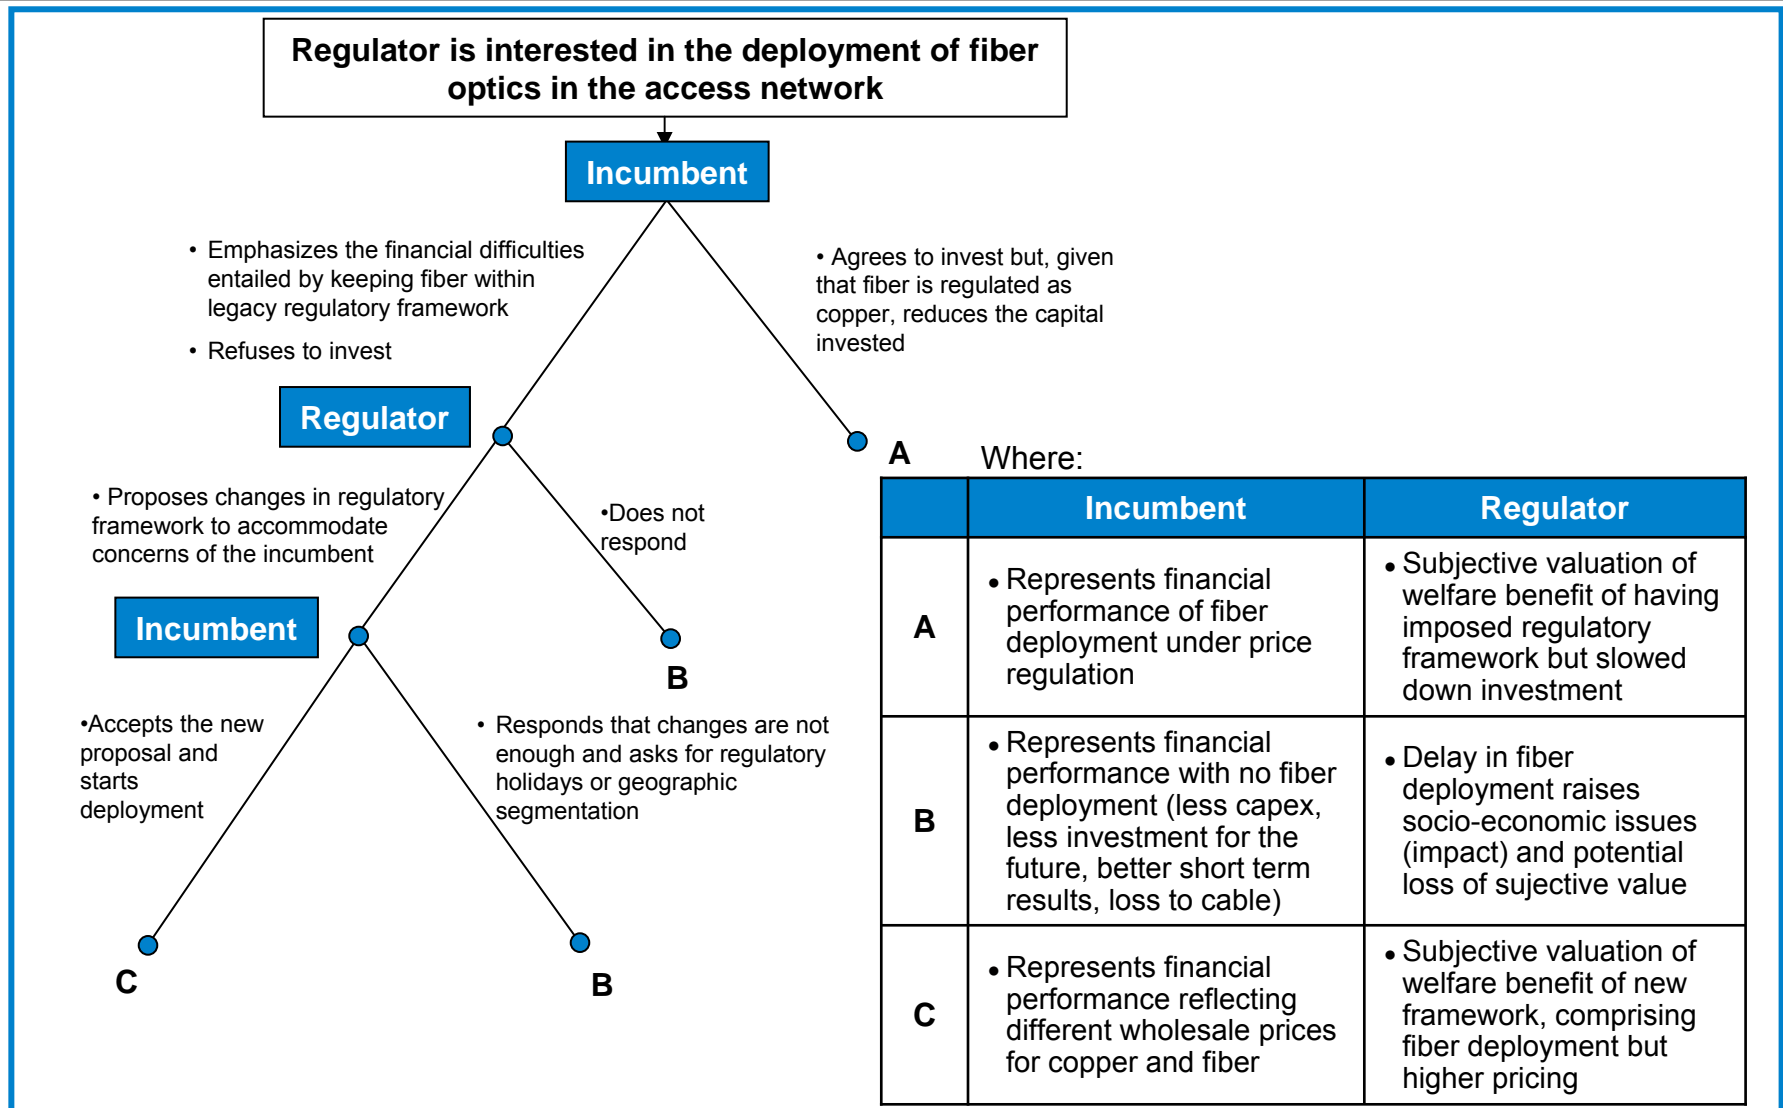 Regulator is interested in the deployment of fiber
optics in the access network
Incumbent
• Emphasizes the financial difficulties
entailed by keeping fiber within
legacy regulatory framework
• Refuses to invest
• Agrees to invest but, given
that fiber is regulated as
copper, reduces the capital
invested
Regulator
A
• Proposes changes in regulatory
framework to accommodate
concerns of the incumbent
•Does not
respond
Incumbent
B
•Accepts the new
proposal and
starts
deployment
• Responds that changes are not
enough and asks for regulatory
holidays or geographic
segmentation
C
B
Where:
Incumbent
Regulator
A
• Represents financial
performance of fiber
deployment under price
regulation
• Subjective valuation of
welfare benefit of having
imposed regulatory
framework but slowed
down investment
B
• Represents financial
performance with no fiber
deployment (less capex,
less investment for the
future, better short term
results, loss to cable)
• Delay in fiber
deployment raises
socio-economic issues
(impact) and potential
loss of sujective value
C
• Represents financial
performance reflecting
different wholesale prices
for copper and fiber
• Subjective valuation of
welfare benefit of new
framework, comprising
fiber deployment but
higher pricing